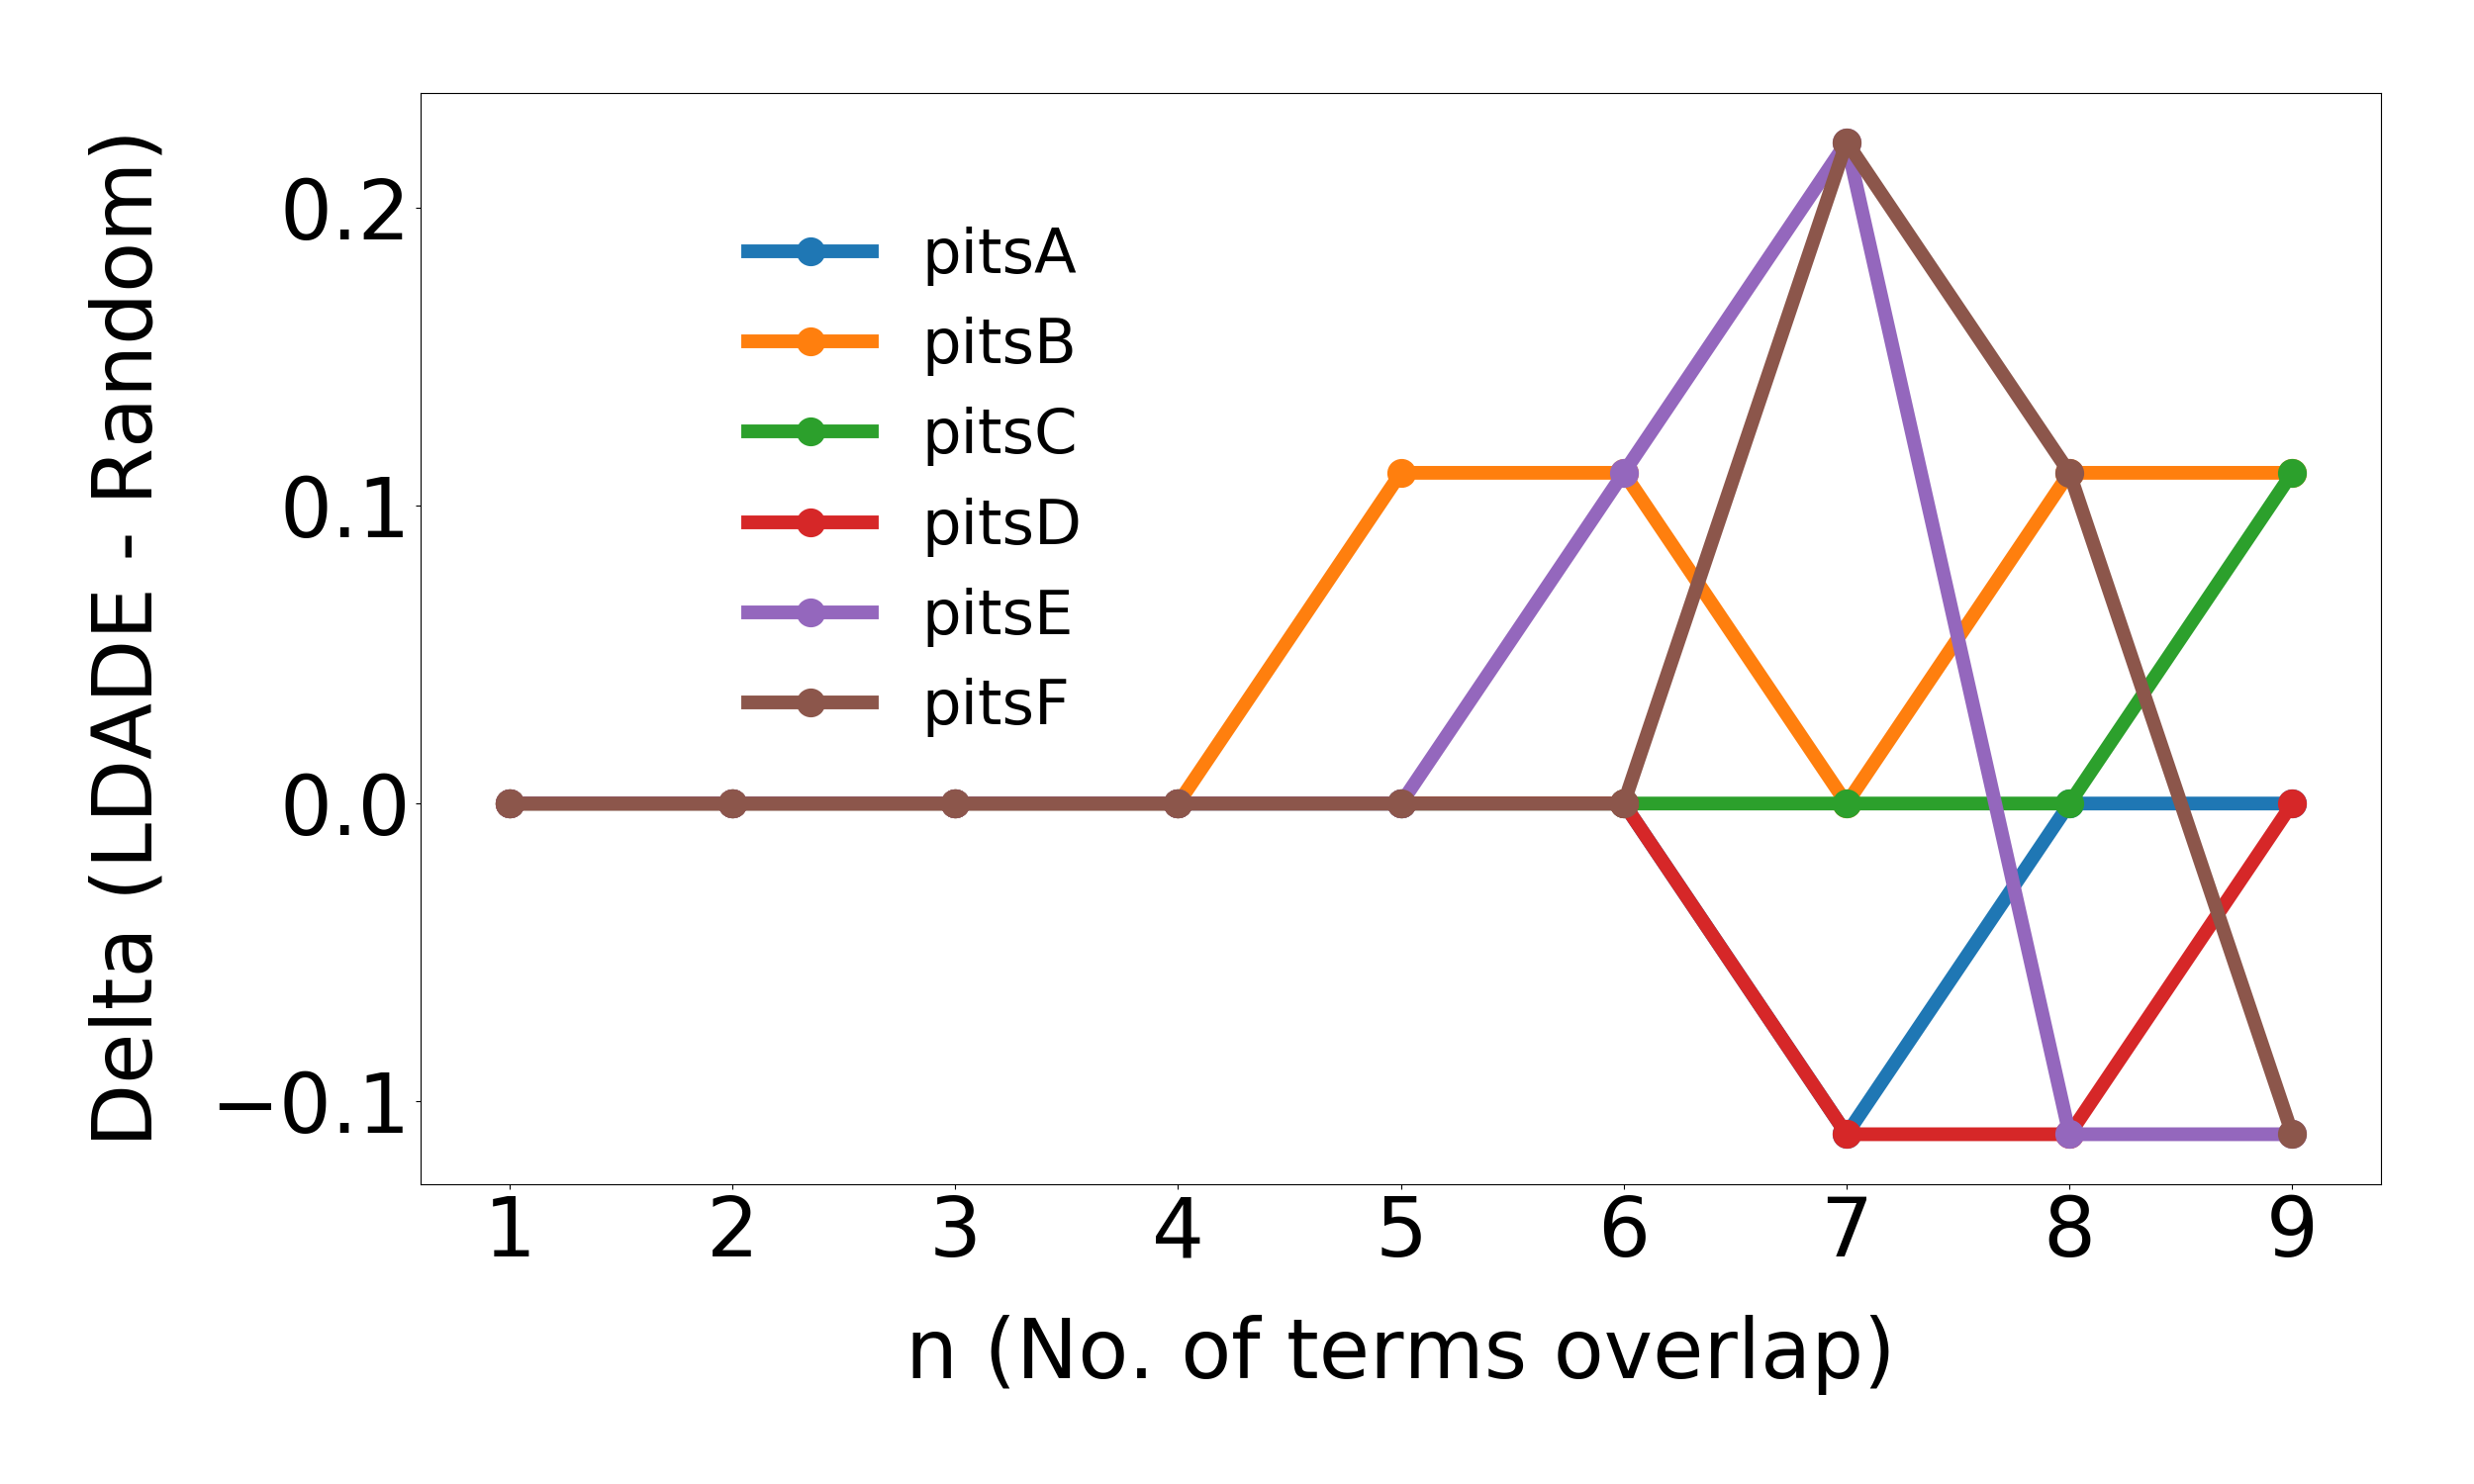 Delta (LDADE - Random)
0.2
0.1
0.0
−0.1
pitsA
pitsB
pitsC
pitsD
pitsE
pitsF
1 2 3 4 5 6 7 8 9
n (No. of terms overlap)